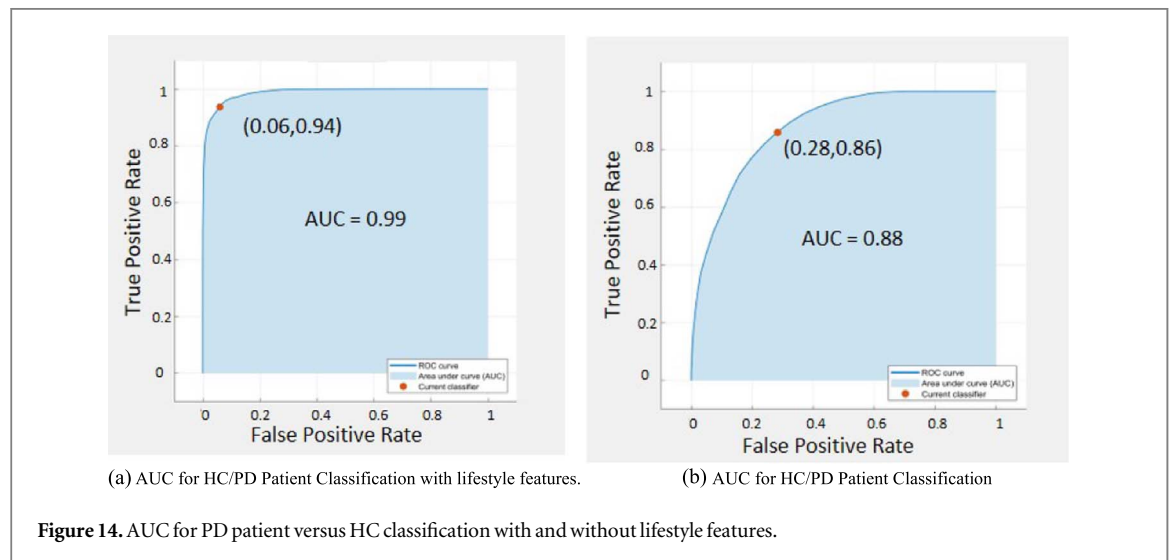 1
0.8
0.6
0.4
0.2
0
True Positive Rate
(0.06,0.94)
AUC = 0.99
ROC curve
Area under curve (AUC)
Current classifier
0 0.2 0.4 0.6 0.8 1
False Positive Rate
(a) AUC for HC/PD Patient Classification with lifestyle features.
1
0.8
0.6
0.4
0.2
0
True Positive Rate
(0.28,0.86)
AUC = 0.88
ROC curve
Area under curve (AUC)
Current classifier
0 0.2 0.4 0.6 0.8 1
False Positive Rate
(b) AUC for HC/PD Patient Classification
Figure 14. AUC for PD patient versus HC classification with and without lifestyle features.